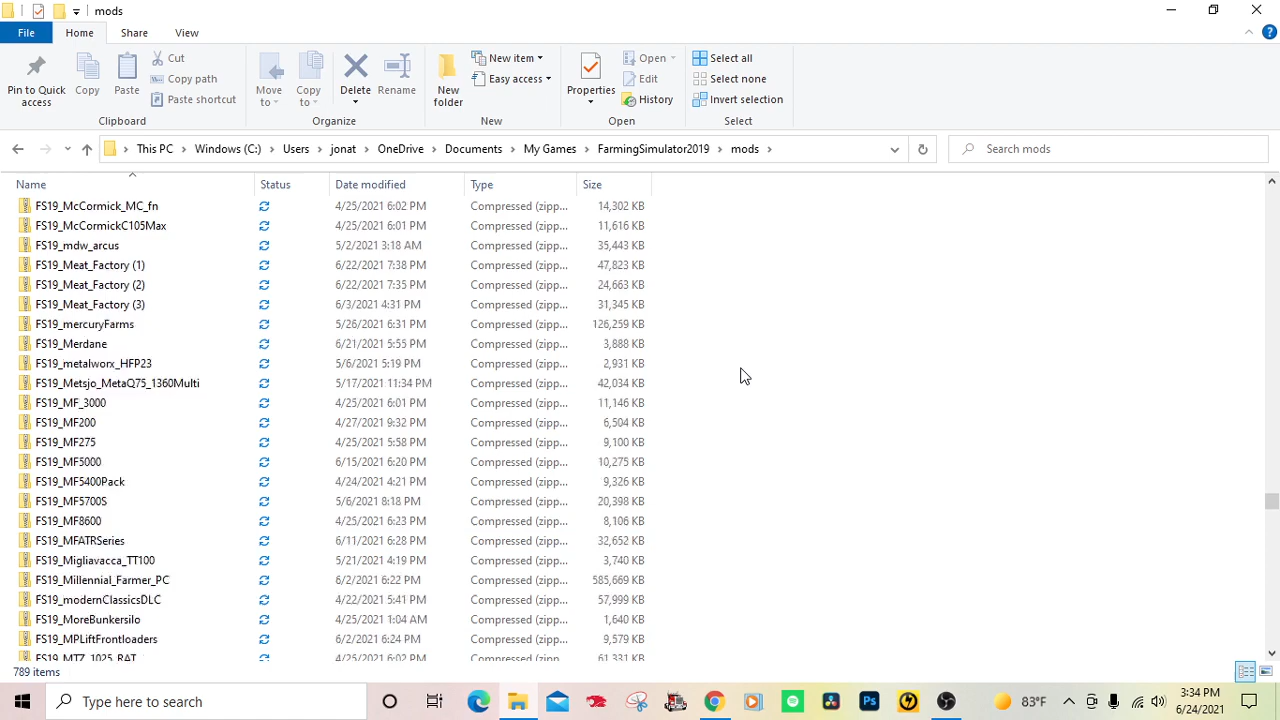 mods
File Home Share View
Pin to Quick access
Copy
Paste
Cut
Copy path
Paste shortcut
Clipboard
Move to
Copy to
Delete
Rename
Organize
New folder
New item
Easy access
New
Properties
Open
Edit
History
Open
Select all
Select none
Invert selection
Select
This PC Windows (C:) Users jonat OneDrive Documents My Games FarmingSimulator2019 mods
Search mods
Name Status Date modified Type Size
FS19_McCormick_MC_fn 4/25/2021 6:02 PM Compressed (zipp... 14,302 KB
FS19_McCormickC105Max 4/25/2021 6:01 PM Compressed (zipp... 11,616 KB
FS19_mdw_arcus 5/2/2021 3:18 AM Compressed (zipp... 35,443 KB
FS19_Meat_Factory (1) 6/22/2021 7:38 PM Compressed (zipp... 47,823 KB
FS19_Meat_Factory (2) 6/22/2021 7:35 PM Compressed (zipp... 24,663 KB
FS19_Meat_Factory (3) 6/3/2021 4:31 PM Compressed (zipp... 31,345 KB
FS19_mercuryFarms 5/26/2021 6:31 PM Compressed (zipp... 126,259 KB
FS19_Merdane 6/21/2021 5:55 PM Compressed (zipp... 3,888 KB
FS19_metalworx_HFP23 5/6/2021 5:19 PM Compressed (zipp... 2,931 KB
FS19_Metsjo_MetaQ75_1360Multi 5/17/2021 11:34 PM Compressed (zipp... 42,034 KB
FS19_MF_3000 4/25/2021 6:01 PM Compressed (zipp... 11,146 KB
FS19_MF200 4/27/2021 9:32 PM Compressed (zipp... 6,504 KB
FS19_MF275 4/25/2021 5:58 PM Compressed (zipp... 9,100 KB
FS19_MF5000 6/15/2021 6:20 PM Compressed (zipp... 10,275 KB
FS19_MF5400Pack 4/24/2021 4:21 PM Compressed (zipp... 9,326 KB
FS19_MF5700S 5/6/2021 8:18 PM Compressed (zipp... 20,398 KB
FS19_MF8600 4/25/2021 6:23 PM Compressed (zipp... 8,106 KB
FS19_MFATRSeries 6/11/2021 6:28 PM Compressed (zipp... 32,652 KB
FS19_Migliavacca_TT100 5/21/2021 4:19 PM Compressed (zipp... 3,740 KB
FS19_Millennial_Farmer_PC 6/2/2021 6:22 PM Compressed (zipp... 585,669 KB
FS19_modernClassicsDLC 4/22/2021 5:41 PM Compressed (zipp... 57,999 KB
FS19_MoreBunkersilo 4/25/2021 1:04 AM Compressed (zipp... 1,640 KB
FS19_MPLiftFrontloaders 6/2/2021 6:24 PM Compressed (zipp... 9,579 KB
FS19_MTZ_1025_RAT 4/25/2021 6:02 PM Compressed (zipp... 61,331 KB
789 items
Type here to search
83°F
3:34 PM
6/24/2021